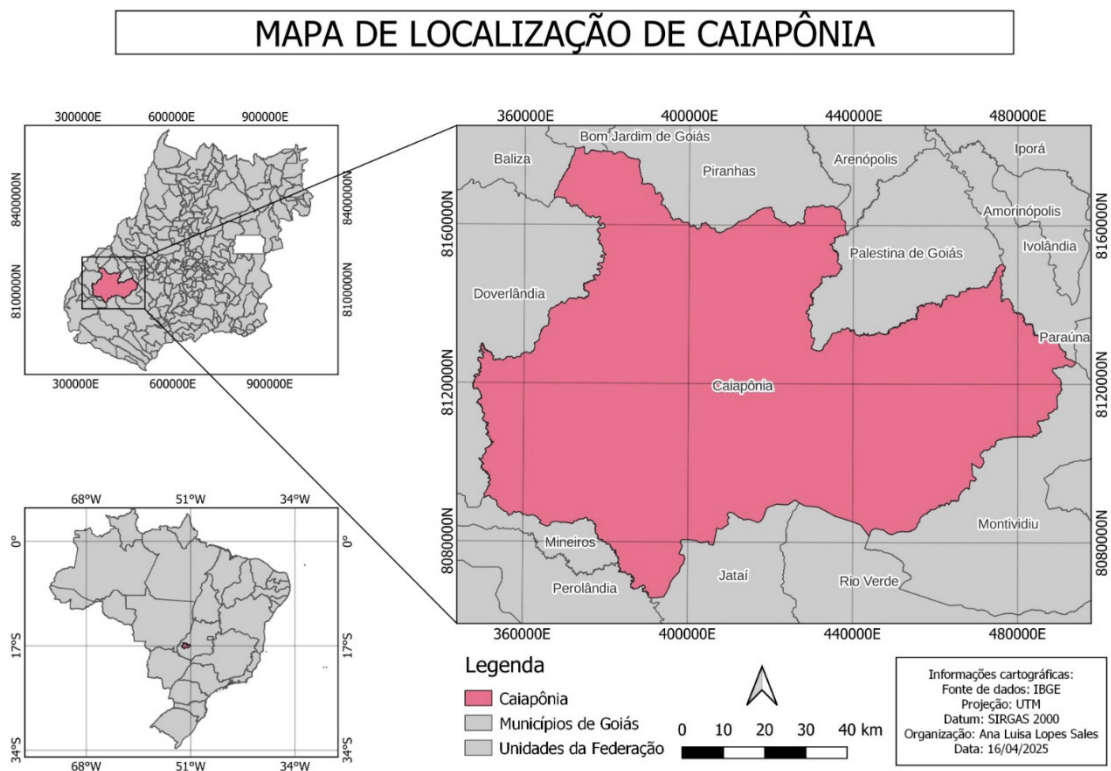 MAPA DE LOCALIZAÇÃO DE CAIAPÔNIA
300000E 600000E 900000E
8400000N 8400000N
8100000N 8100000N
300000E 600000E 900000E
360000E 400000E 440000E 480000E
Bom Jardim de Goiás
Baliza
Piranhas
Arenópolis
Iporá
Amorinópolis
8160000N 8160000N
Ivolândia
Palestina de Goiás
Doverlândia
Paraúna
Caiapônia
8120000N 8120000N
Montividiu
Mineiros
8080000N 8080000N
Perolândia
Jataí
Rio Verde
360000E 400000E 440000E 480000E
68°W 51°W 34°W
0° 0°
17°S 17°S
34°S 34°S
68°W 51°W 34°W
Legenda
Caiapônia
Municípios de Goiás
Unidades da Federação
0 10 20 30 40 km
Informações cartográficas:
Fonte de dados: IBGE
Projeção: UTM
Datum: SIRGAS 2000
Organização: Ana Luisa Lopes Sales
Data: 16/04/2025